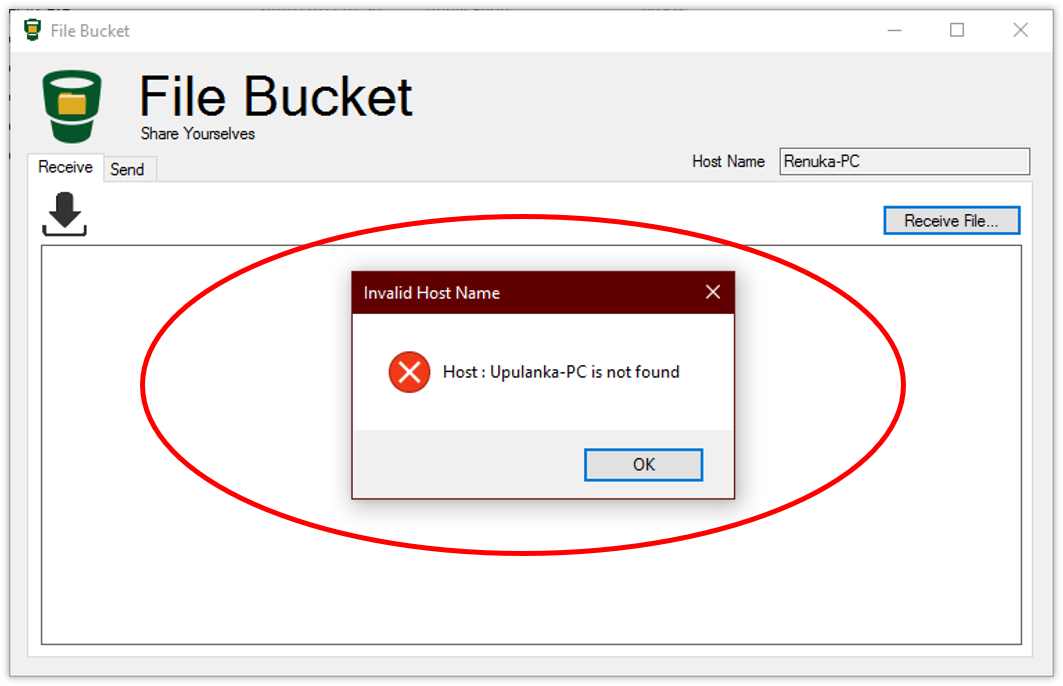 File Bucket
File Bucket
Share Yourselves
Receive
Send
Host Name
Renuka-PC
Receive File...
Invalid Host Name
Host : Upulanka-PC is not found
OK